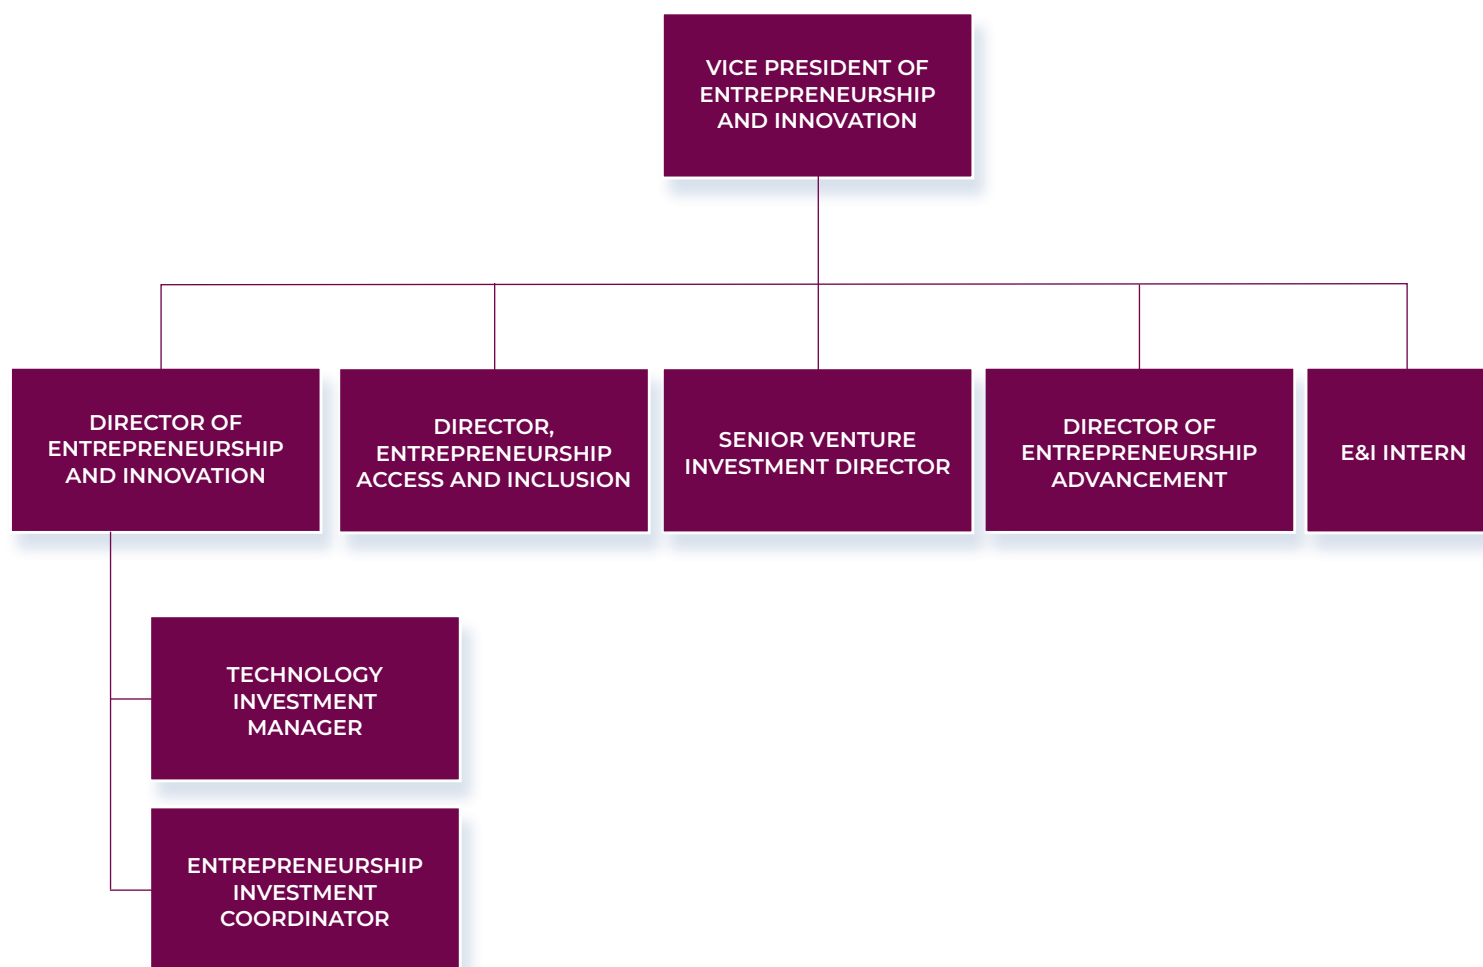 VICE PRESIDENT OF
ENTREPRENEURSHIP
AND INNOVATION
DIRECTOR OF
ENTREPRENEURSHIP
AND INNOVATION
DIRECTOR,
ENTREPRENEURSHIP
ACCESS AND INCLUSION
SENIOR VENTURE
INVESTMENT DIRECTOR
DIRECTOR OF
ENTREPRENEURSHIP
ADVANCEMENT
E&I INTERN
TECHNOLOGY
INVESTMENT
MANAGER
ENTREPRENEURSHIP
INVESTMENT
COORDINATOR